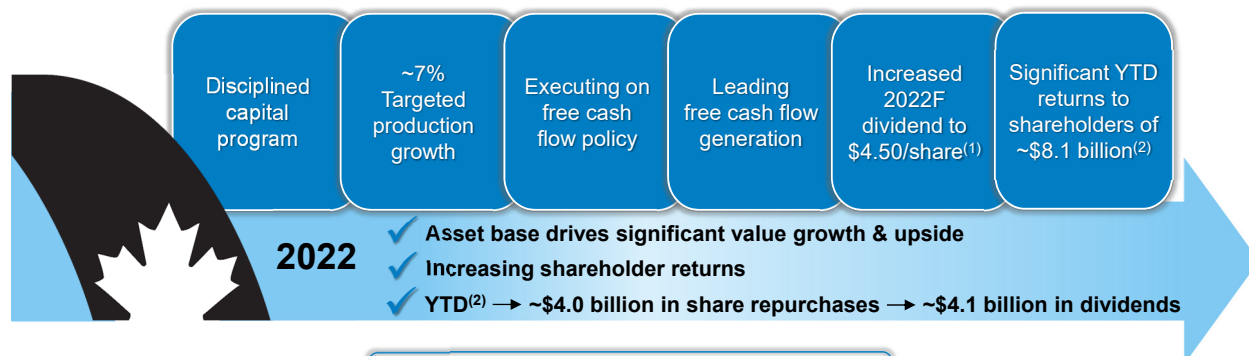 Disciplined
capital
program
~7%
Targeted
production
growth
Executing on
free cash
flow policy
Leading
free cash flow
generation
Increased
2022F
dividend to
$4.50/share(1)
Significant YTD
returns to
shareholders of
~$8.1 billion(2)
2022
✓ Asset base drives significant value growth & upside
✓ Increasing shareholder returns
✓ YTD(2) → ~$4.0 billion in share repurchases → ~$4.1 billion in dividends